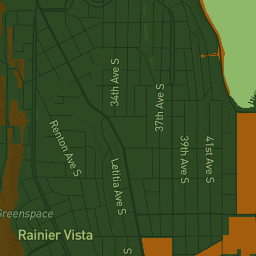 34th Ave S
37th Ave S
Renton Ave S
39th Ave S
41st Ave S
Letitia Ave S
Greenspace
Rainier Vista
S